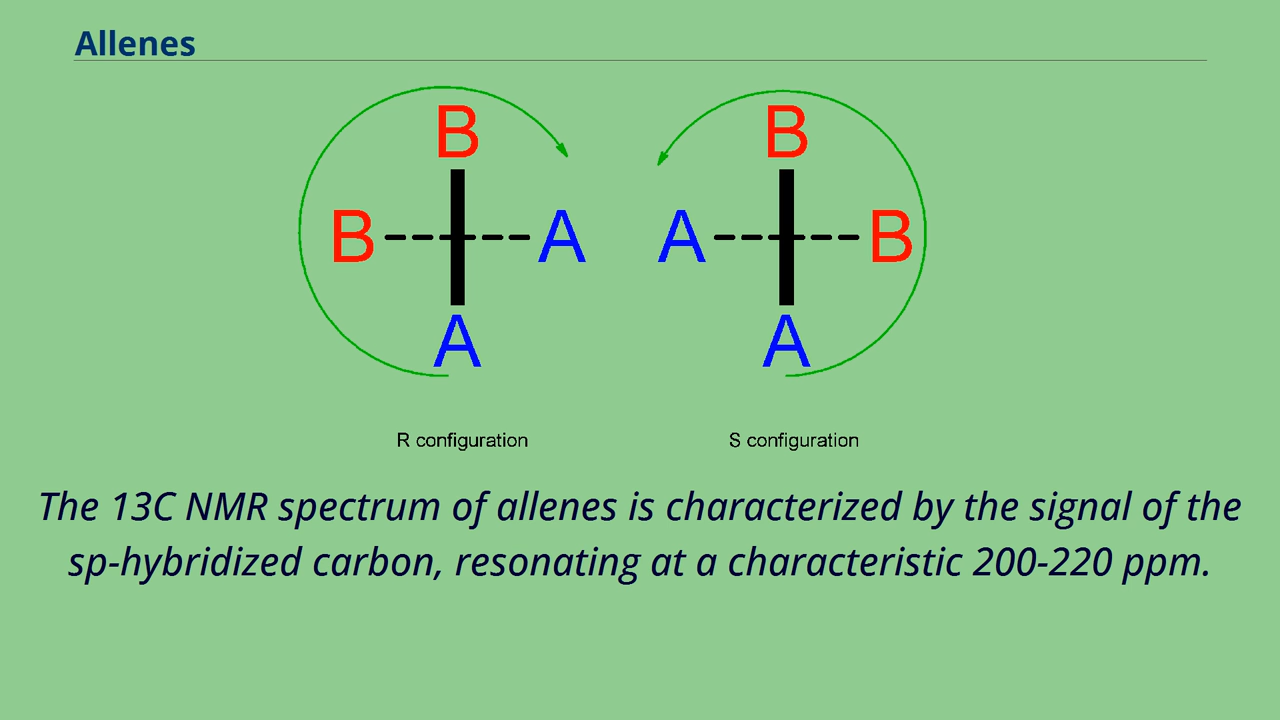 Allenes
B B
B A A B
A A
R configuration S configuration
The 13C NMR spectrum of allenes is characterized by the signal of the
sp-hybridized carbon, resonating at a characteristic 200-220 ppm.